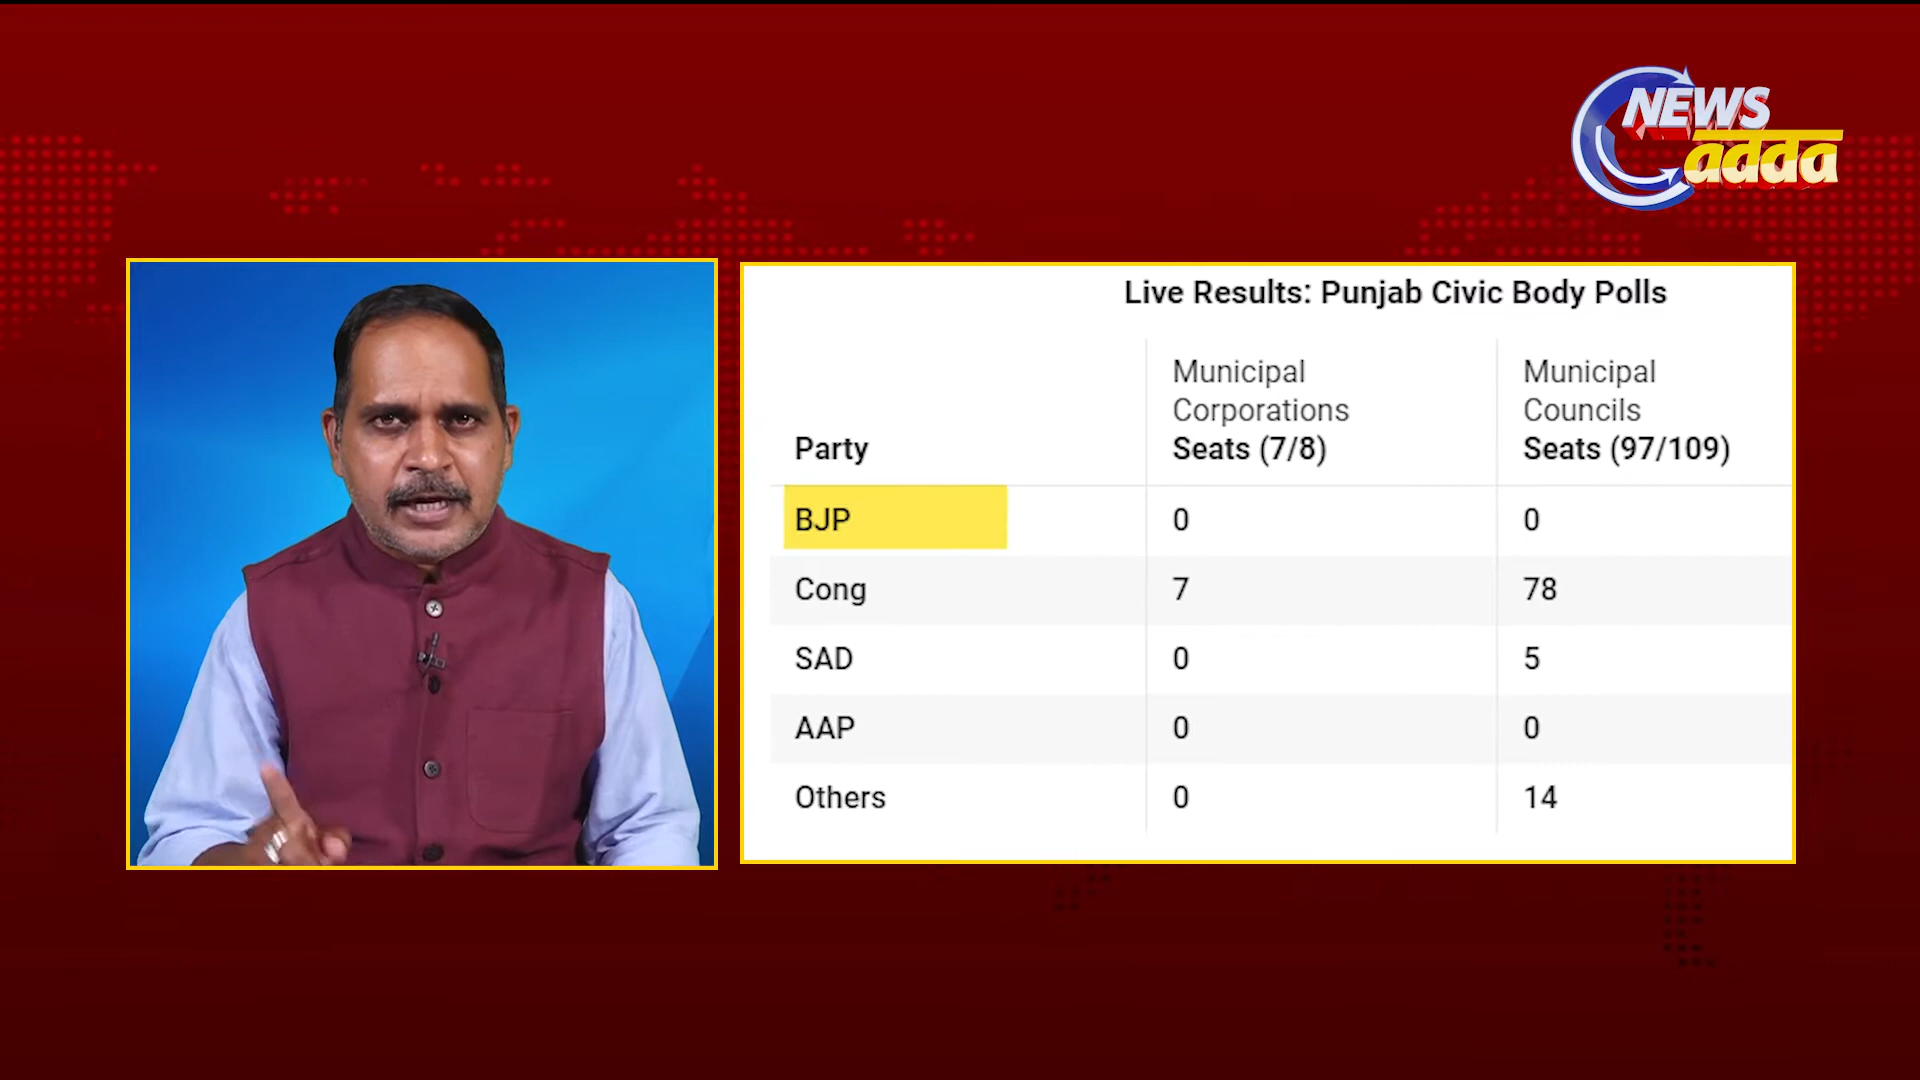 NEWS
adda
Live Results: Punjab Civic Body Polls
Party
Municipal
Corporations
Seats (7/8)
Municipal
Councils
Seats (97/109)
BJP 0 0
Cong 7 78
SAD 0 5
AAP 0 0
Others 0 14